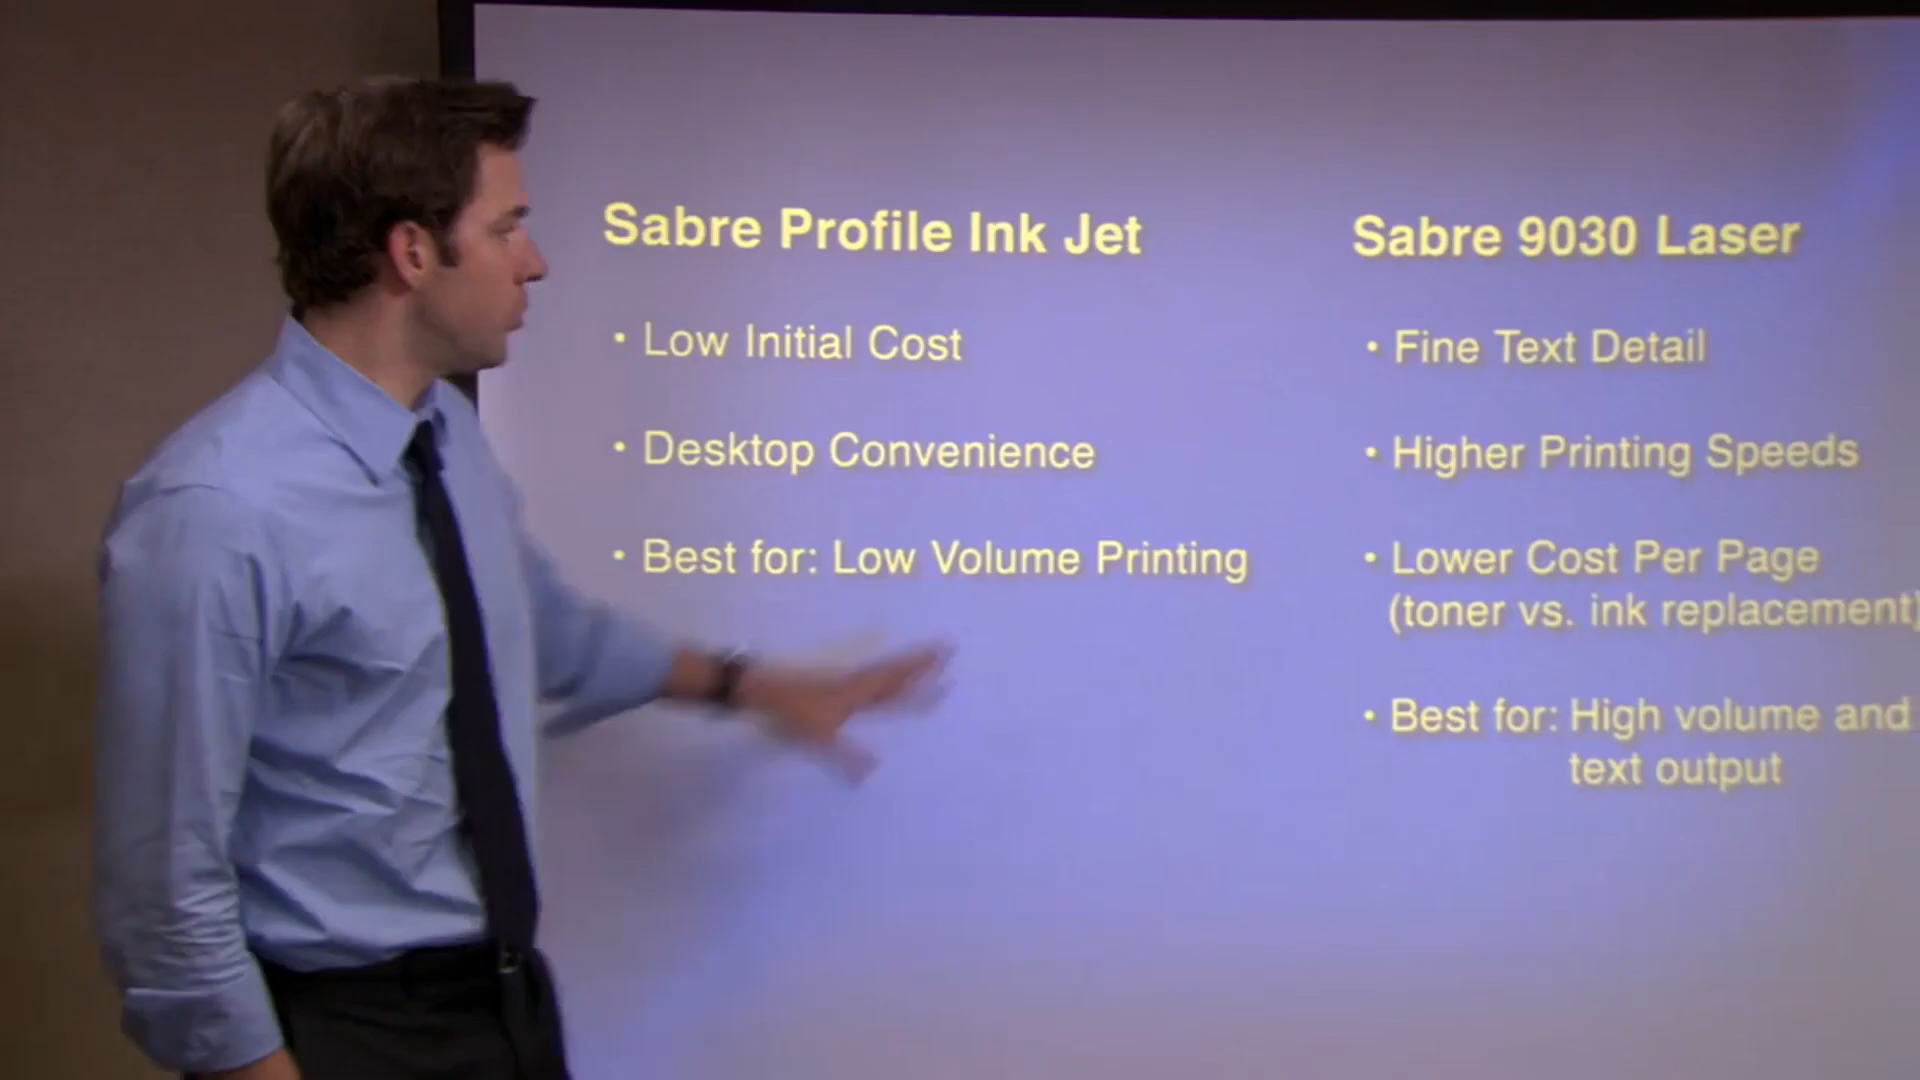 Sabre Profile Ink Jet
• Low Initial Cost
• Desktop Convenience
• Best for: Low Volume Printing
Sabre 9030 Laser
• Fine Text Detail
• Higher Printing Speeds
• Lower Cost Per Page
(toner vs. ink replacement)
• Best for: High volume and
text output